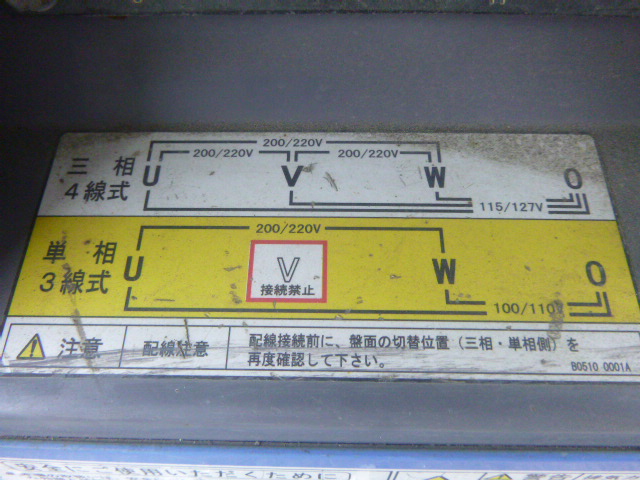 200/220V
200/220V 200/220V
三相 U V W O
4線式
115/127V
200/220V
単相 U V W O
3線式 接続禁止
100/110V
注意 配線注意 配線接続前に、盤面の切替位置（三相・単相側）を
再度確認して下さい。
B0510 0001A